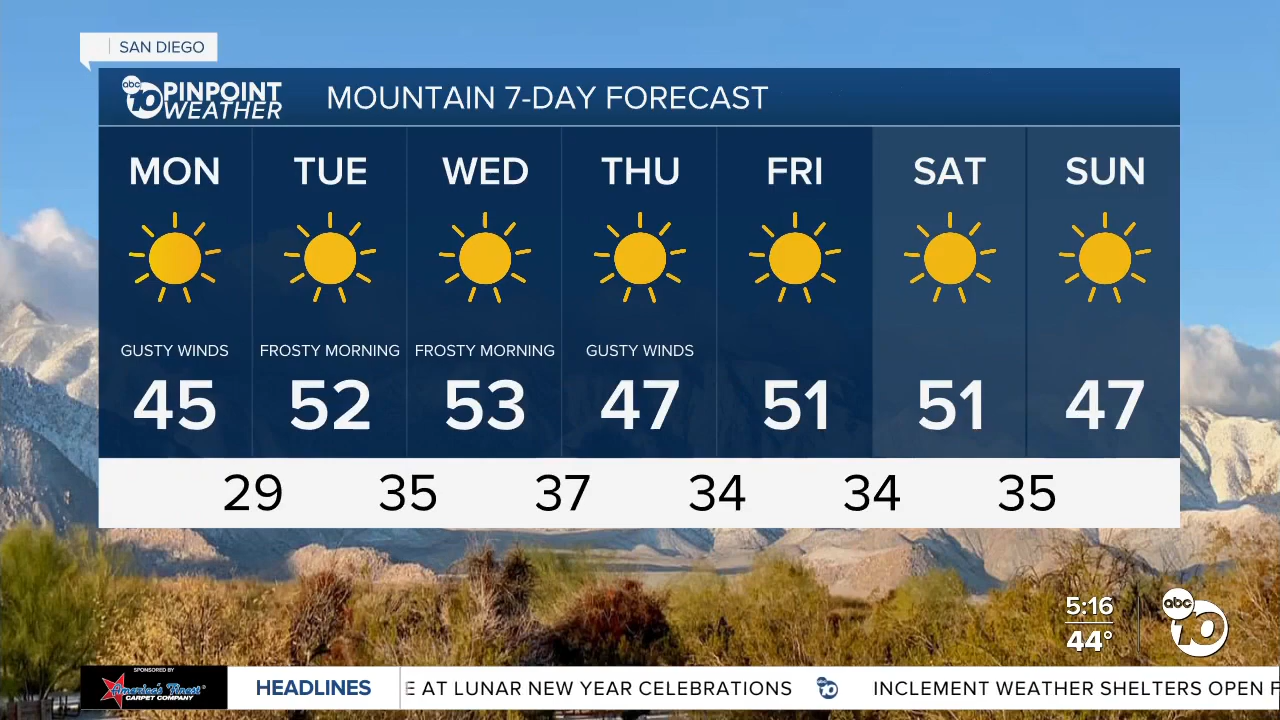 SAN DIEGO
abc 10 PINPOINT WEATHER
MOUNTAIN 7-DAY FORECAST
MON TUE WED THU FRI SAT SUN
GUSTY WINDS FROSTY MORNING FROSTY MORNING GUSTY WINDS
45 52 53 47 51 51 47
29 35 37 34 34 35
5:16
44°
abc 10
SPONSORED BY
America's Finest
CARPET COMPANY
HEADLINES
E AT LUNAR NEW YEAR CELEBRATIONS abc 10 INCLEMENT WEATHER SHELTERS OPEN F